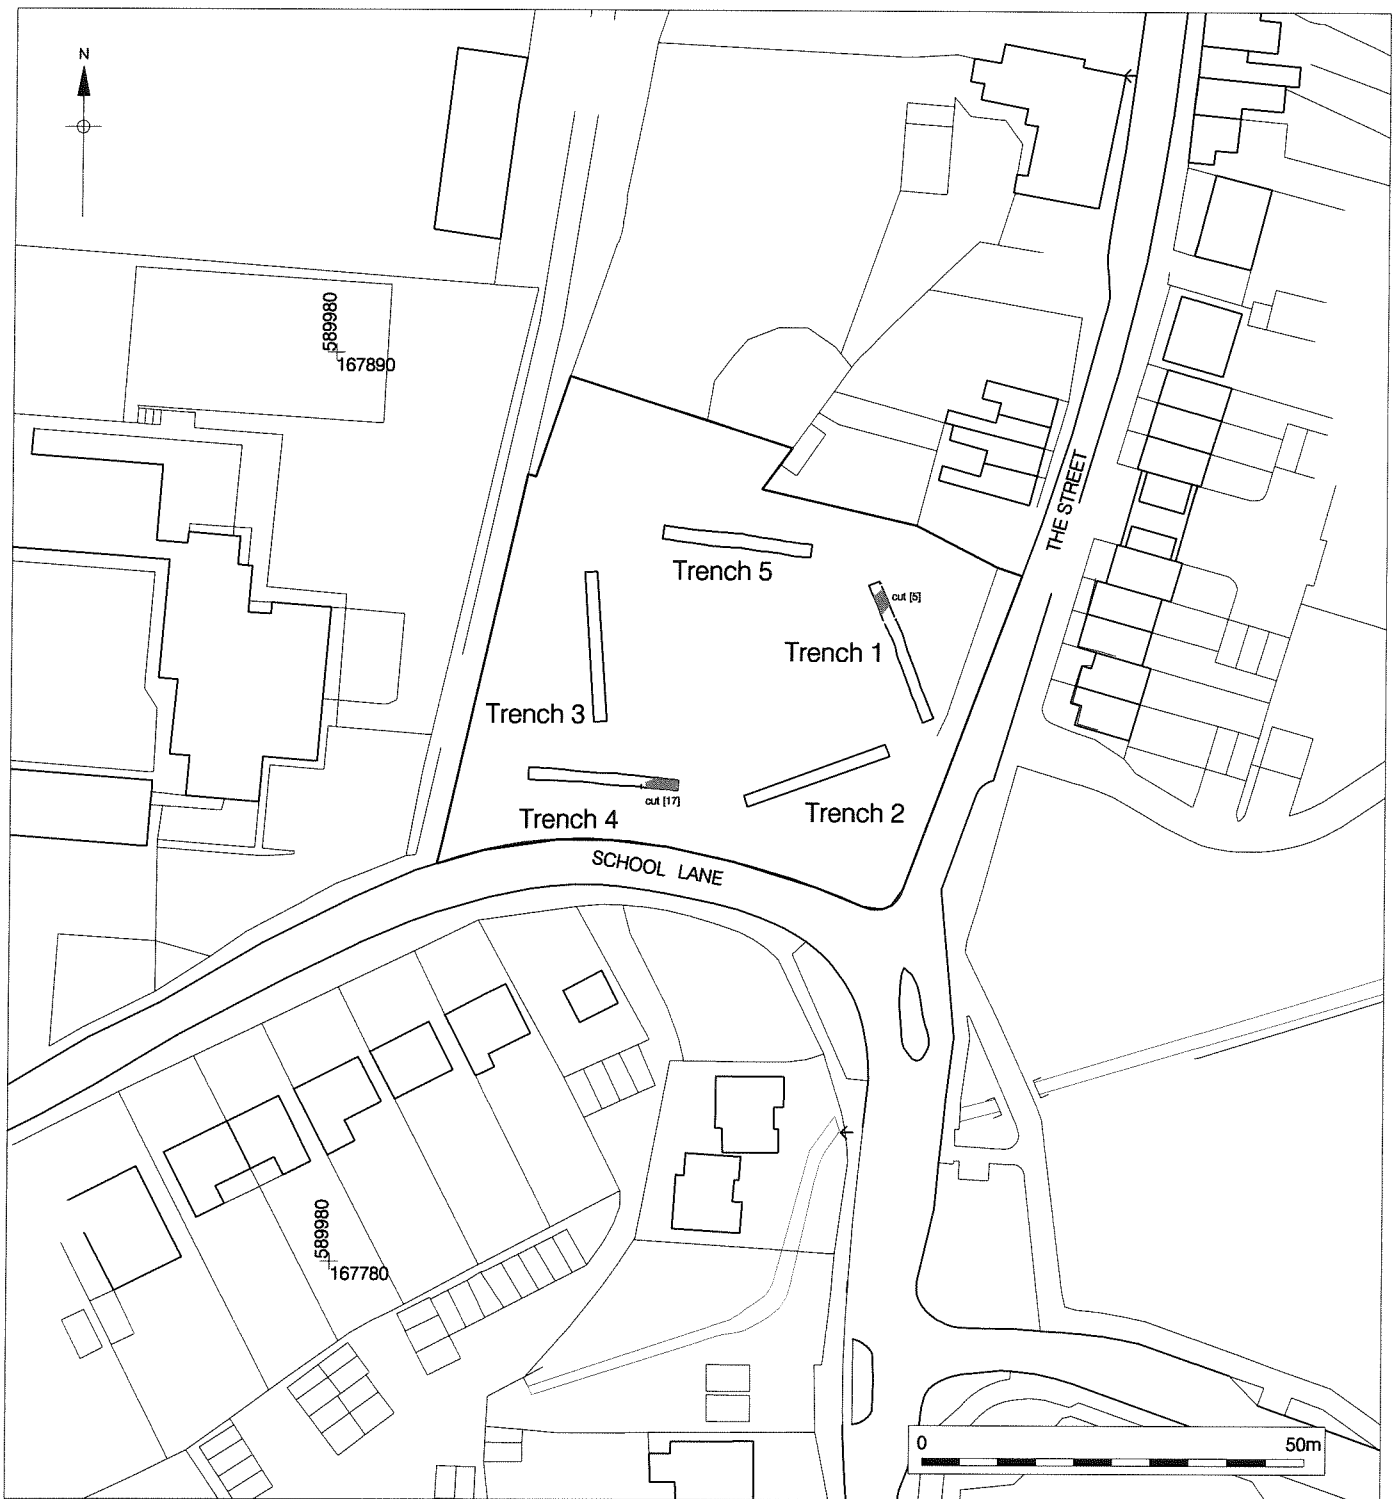 N
589980
167890
THE STREET
Trench 5
cut [5]
Trench 1
Trench 3
cut [17]
Trench 4
Trench 2
SCHOOL LANE
589980
167780
0 50m